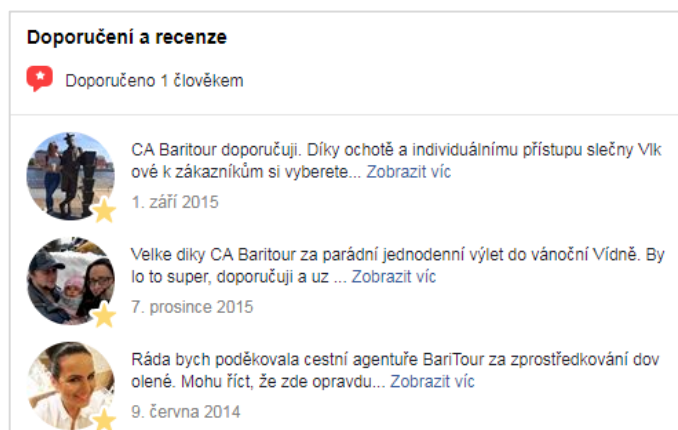 Doporučení a recenze
Doporučeno 1 člověkem
CA Baritour doporučuji. Díky ochotě a individuálnímu přístupu slečny Vlk
ové k zákazníkům si vyberete... Zobrazit víc
1. září 2015
Velke diky CA Baritour za parádní jednodenní výlet do vánoční Vídně. By
lo to super, doporučuji a uz ... Zobrazit víc
7. prosince 2015
Ráda bych poděkovala cestní agentuře BariTour za zprostředkování dov
olené. Mohu říct, že zde opravdu... Zobrazit víc
9. června 2014